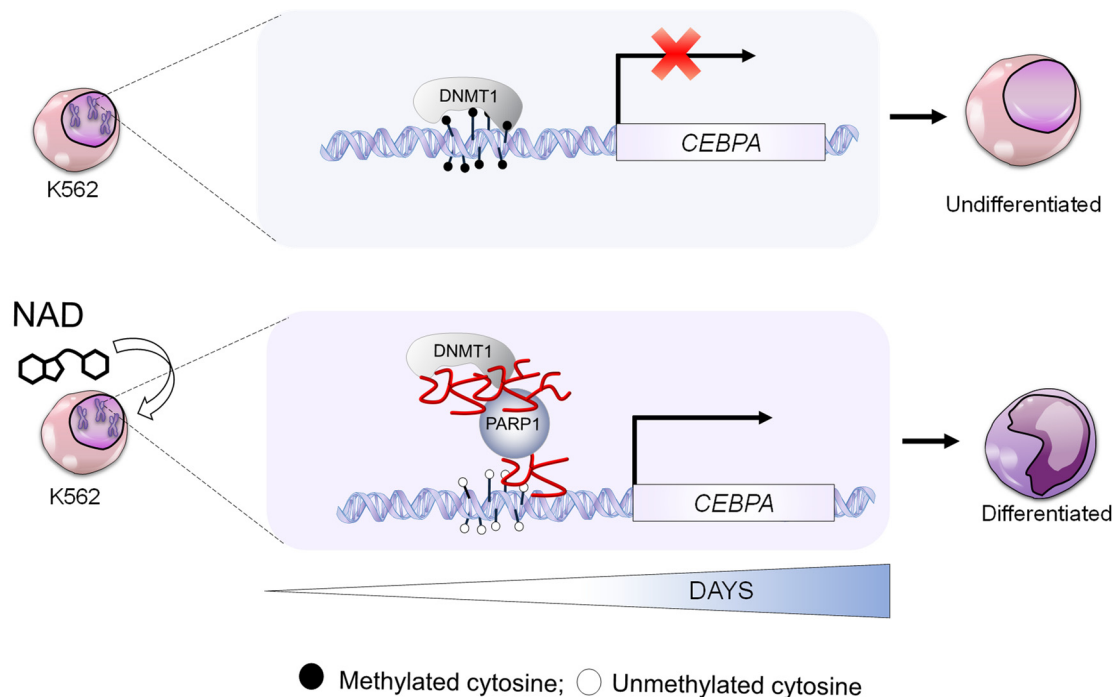 DNMT1
CEBPA
K562
Undifferentiated
NAD
DNMT1
PARP1
K562
CEBPA
Differentiated
DAYS
Methylated cytosine; Unmethylated cytosine